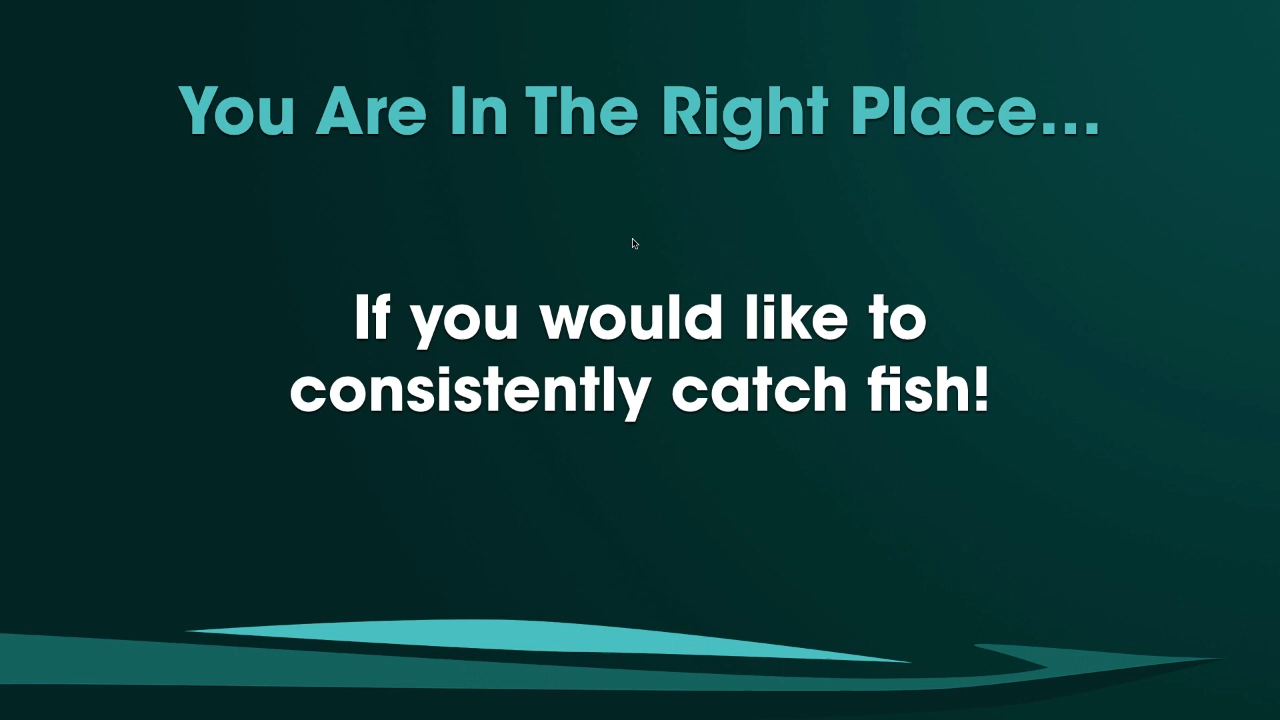 You Are In The Right Place...
If you would like to
consistently catch fish!